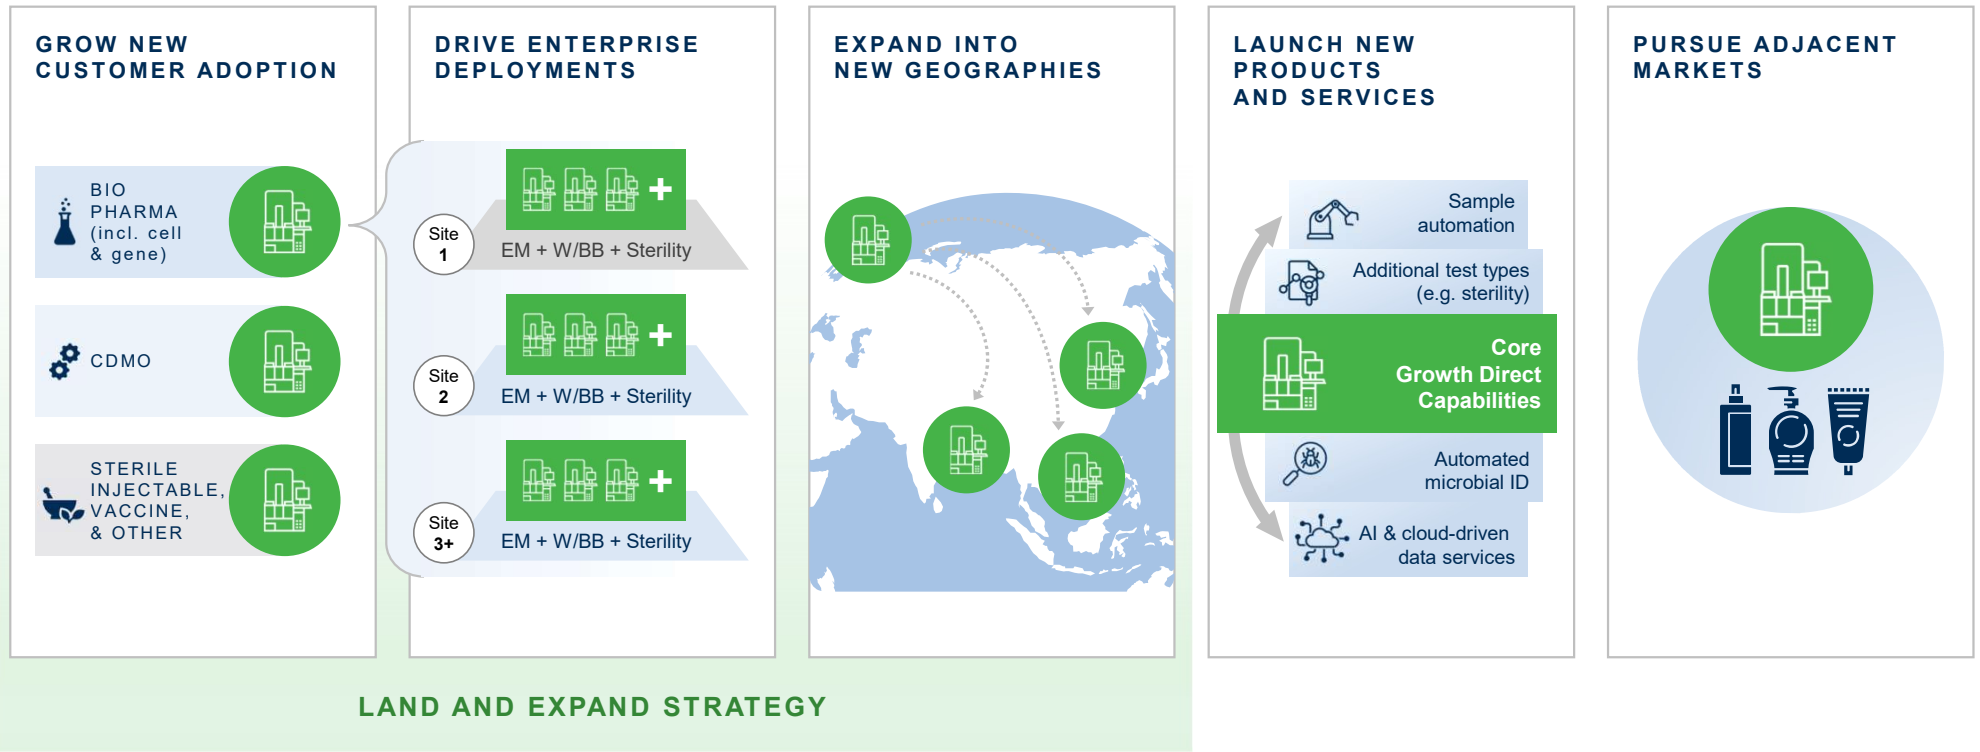 GROW NEW
CUSTOMER ADOPTION
BIO
PHARMA
(incl. cell
& gene)
CDMO
STERILE
INJECTABLE,
VACCINE,
& OTHER
DRIVE ENTERPRISE
DEPLOYMENTS
Site
1
+
EM + W/BB + Sterility
Site
2
+
EM + W/BB + Sterility
Site
3+
+
EM + W/BB + Sterility
EXPAND INTO
NEW GEOGRAPHIES
LAUNCH NEW
PRODUCTS
AND SERVICES
Sample
automation
Additional test types
(e.g. sterility)
Core
Growth Direct
Capabilities
Automated
microbial ID
AI & cloud-driven
data services
PURSUE ADJACENT
MARKETS
LAND AND EXPAND STRATEGY